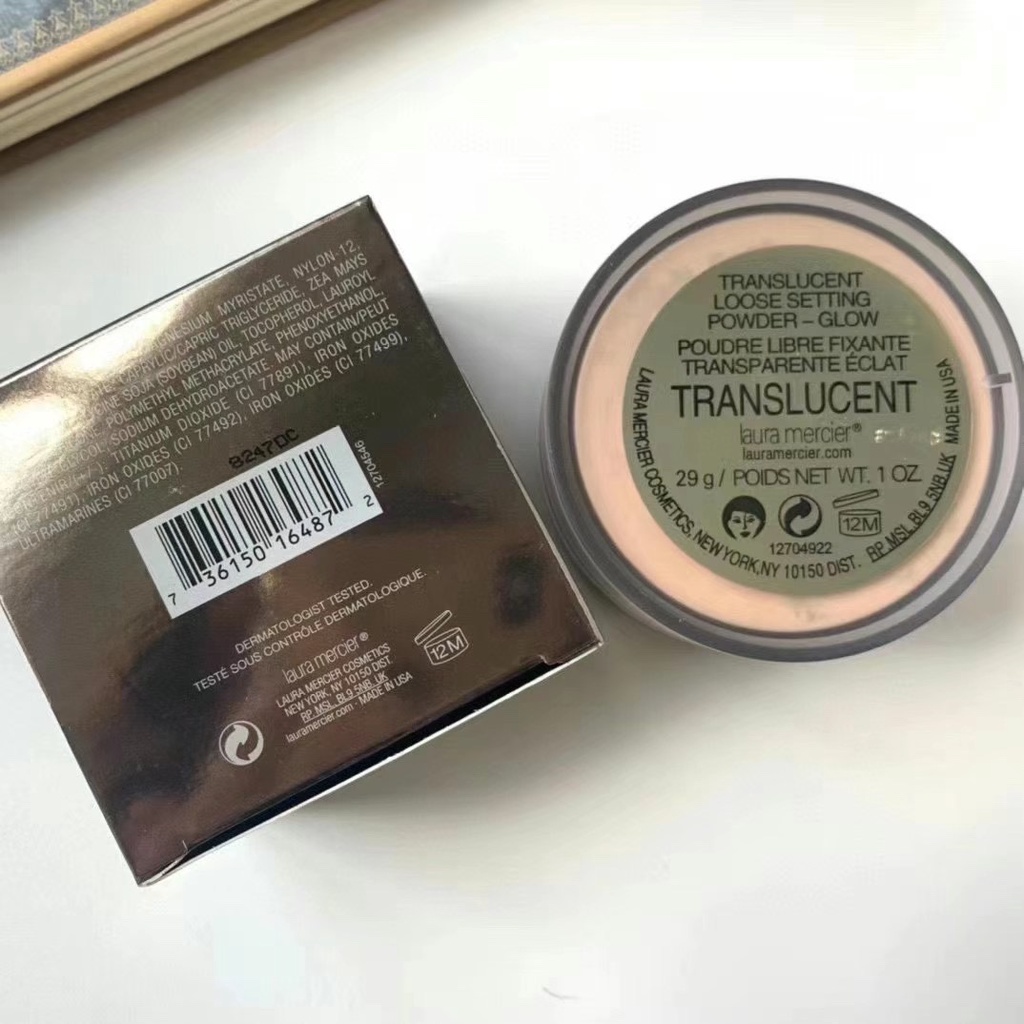 MAGNESIUM MYRISTATE, NYLON-12,
CAPRYLIC/CAPRIC TRIGLYCERIDE, ZEA MAYS
SOJA (SOYBEAN) OIL, TOCOPHEROL, LAUROYL
POLYMETHYL METHACRYLATE, PHENOXYETHANOL
SODIUM DEHYDROACETATE, MAY CONTAIN/PEUT
TITANIUM DIOXIDE (CI 77891), IRON OXIDES
(CI 77491), IRON OXIDES (CI 77492), IRON OXIDES (CI 77499),
ULTRAMARINES (CI 77007).
8247DC
12704546
7 36150 16487 2
DERMATOLOGIST TESTED.
TESTÉ SOUS CONTRÔLE DERMATOLOGIQUE.
laura mercier®
LAURA MERCIER COSMETICS
NEW YORK, NY 10150 DIST.
RP. MSL. BL9 5NB. UK
lauramercier.com · MADE IN USA
12M
TRANSLUCENT
LOOSE SETTING
POWDER – GLOW
POUDRE LIBRE FIXANTE
TRANSPARENTE ÉCLAT
TRANSLUCENT
laura mercier®
lauramercier.com
29 g / POIDS NET WT. 1 OZ.
12M
12704922
LAURA MERCIER COSMETICS, NEW YORK, NY 10150 DIST. RP. MSL. BL9 5NB. UK MADE IN USA